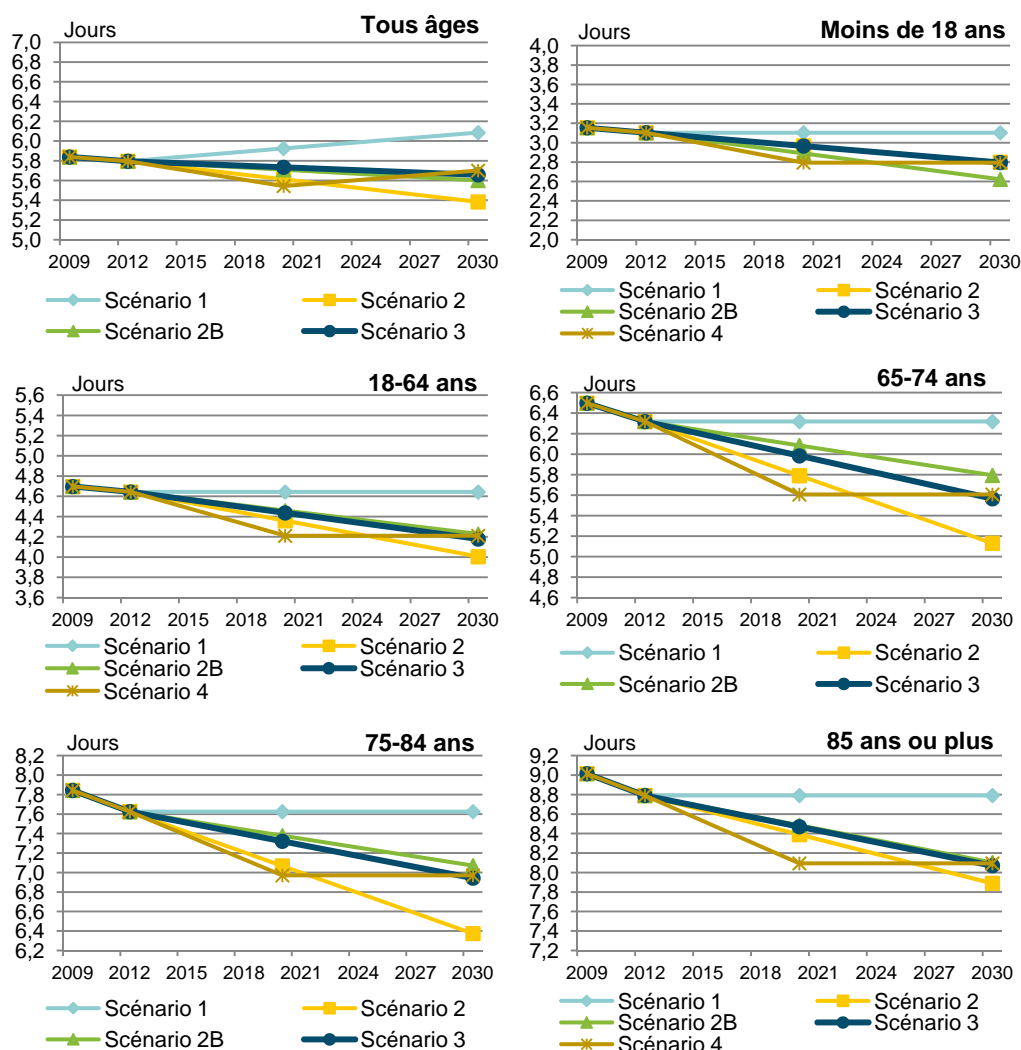 Jours Tous âges
7,0
6,8
6,6
6,4
6,2
6,0
5,8
5,6
5,4
5,2
5,0
2009 2012 2015 2018 2021 2024 2027 2030
Scénario 1 Scénario 2
Scénario 2B Scénario 3
Jours Moins de 18 ans
4,0
3,8
3,6
3,4
3,2
3,0
2,8
2,6
2,4
2,2
2,0
2009 2012 2015 2018 2021 2024 2027 2030
Scénario 1 Scénario 2
Scénario 2B Scénario 3
Scénario 4
Jours 18-64 ans
5,6
5,4
5,2
5,0
4,8
4,6
4,4
4,2
4,0
3,8
3,6
2009 2012 2015 2018 2021 2024 2027 2030
Scénario 1 Scénario 2
Scénario 2B Scénario 3
Scénario 4
Jours 65-74 ans
6,6
6,4
6,2
6,0
5,8
5,6
5,4
5,2
5,0
4,8
4,6
2009 2012 2015 2018 2021 2024 2027 2030
Scénario 1 Scénario 2
Scénario 2B Scénario 3
Jours 75-84 ans
8,2
8,0
7,8
7,6
7,4
7,2
7,0
6,8
6,6
6,4
6,2
2009 2012 2015 2018 2021 2024 2027 2030
Scénario 1 Scénario 2
Scénario 2B Scénario 3
Jours 85 ans ou plus
9,2
9,0
8,8
8,6
8,4
8,2
8,0
7,8
7,6
7,4
7,2
2009 2012 2015 2018 2021 2024 2027 2030
Scénario 1 Scénario 2
Scénario 2B Scénario 3
Scénario 4